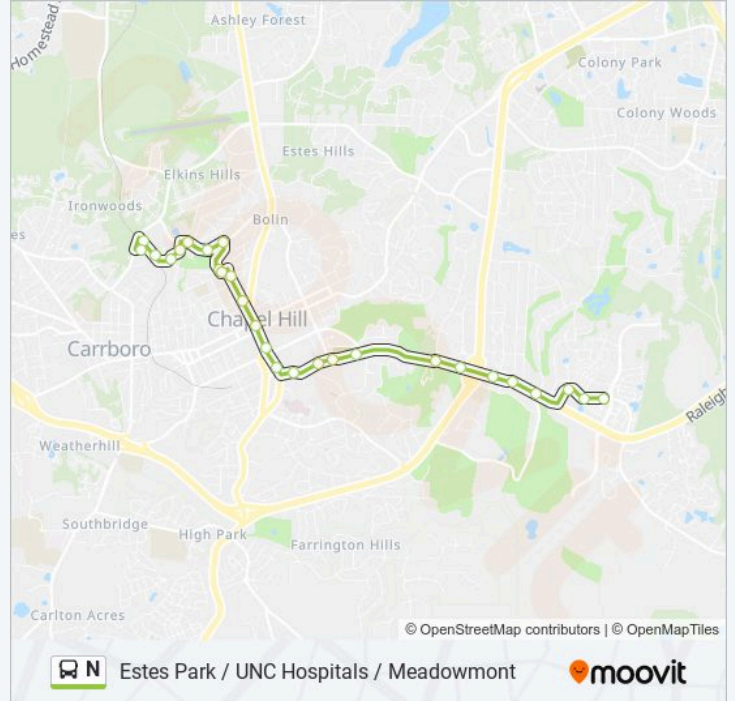 Ashley Forest
Homestead
Colony Park
Colony Woods
Estes Hills
Elkins Hills
Ironwoods
Bolin
es
Chapel Hill
Carrboro
Raleigh
Weatherhill
Southbridge
High Park
Farrington Hills
Carlton Acres
© OpenStreetMap contributors | © OpenMapTiles
N Estes Park / UNC Hospitals / Meadowmont
moovit